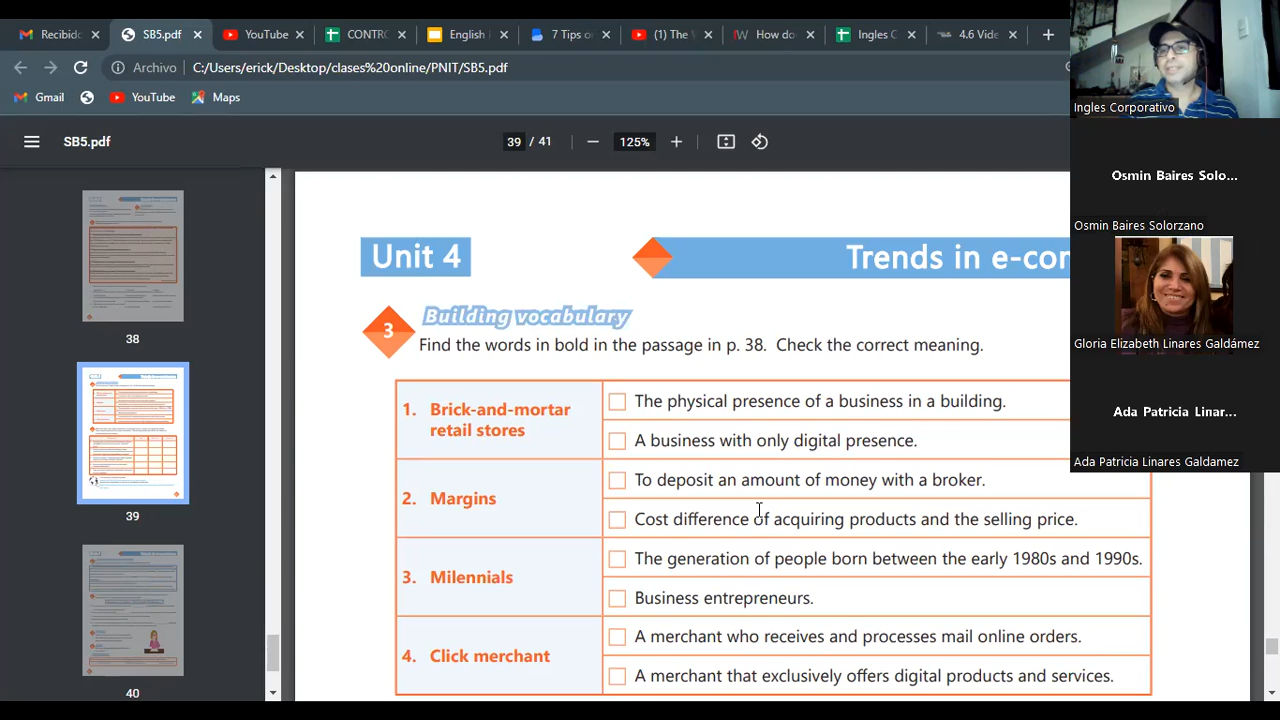 Recibido
SB5.pdf
YouTube
CONTRO
English
7 Tips o
(1) The V
How do
Ingles C
4.6 Vide
Archivo
C:/Users/erick/Desktop/clases%20online/PNIT/SB5.pdf
Gmail
YouTube
Maps
SB5.pdf
39 / 41
125%
38
39
40
Unit 4
Trends in e-cor
3
Building vocabulary
Find the words in bold in the passage in p. 38. Check the correct meaning.
1. Brick-and-mortar
retail stores
The physical presence of a business in a building.
A business with only digital presence.
2. Margins
To deposit an amount of money with a broker.
Cost difference of acquiring products and the selling price.
3. Milennials
The generation of people born between the early 1980s and 1990s.
Business entrepreneurs.
4. Click merchant
A merchant who receives and processes mail online orders.
A merchant that exclusively offers digital products and services.
Ingles Corporativo
Osmin Baires Solo...
Osmin Baires Solorzano
Gloria Elizabeth Linares Galdámez
Ada Patricia Linar...
Ada Patricia Linares Galdamez